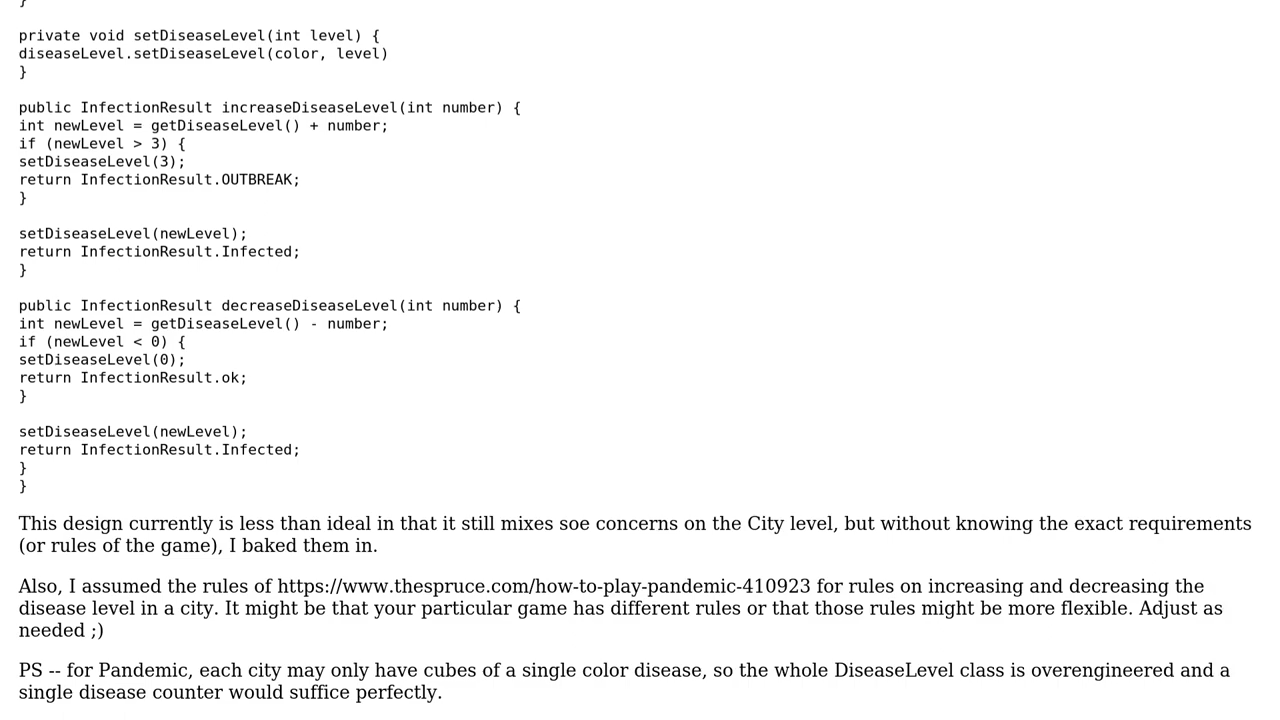 }
private void setDiseaseLevel(int level) {
diseaseLevel.setDiseaseLevel(color, level)
}
public InfectionResult increaseDiseaseLevel(int number) {
int newLevel = getDiseaseLevel() + number;
if (newLevel > 3) {
setDiseaseLevel(3);
return InfectionResult.OUTBREAK;
}
setDiseaseLevel(newLevel);
return InfectionResult.Infected;
}
public InfectionResult decreaseDiseaseLevel(int number) {
int newLevel = getDiseaseLevel() - number;
if (newLevel < 0) {
setDiseaseLevel(0);
return InfectionResult.ok;
}
setDiseaseLevel(newLevel);
return InfectionResult.Infected;
}
}
This design currently is less than ideal in that it still mixes soe concerns on the City level, but without knowing the exact requirements
(or rules of the game), I baked them in.
Also, I assumed the rules of https://www.thespruce.com/how-to-play-pandemic-410923 for rules on increasing and decreasing the
disease level in a city. It might be that your particular game has different rules or that those rules might be more flexible. Adjust as
needed ;)
PS -- for Pandemic, each city may only have cubes of a single color disease, so the whole DiseaseLevel class is overengineered and a
single disease counter would suffice perfectly.